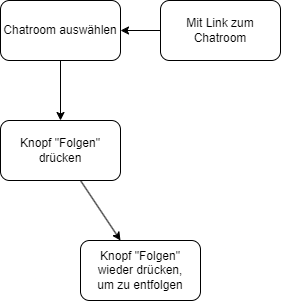 Chatroom auswählen
Mit Link zum
Chatroom
Knopf "Folgen"
drücken
Knopf "Folgen"
wieder drücken,
um zu entfolgen